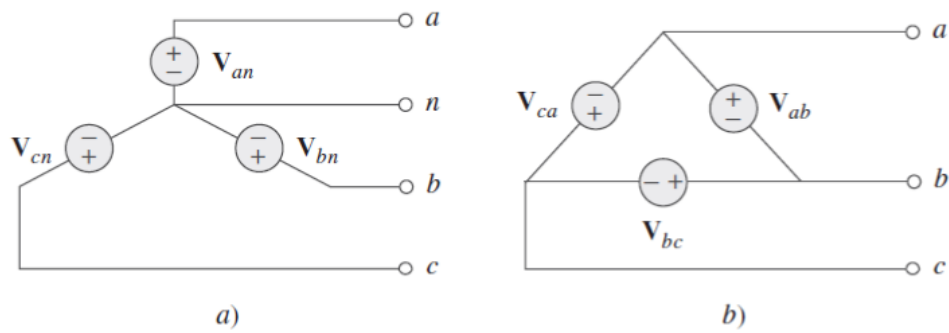 a
+
−
V_an
n
V_cn
−
+
−
+
V_bn
b
c
a)
a
V_ca
−
+
+
−
V_ab
− +
b
V_bc
c
b)